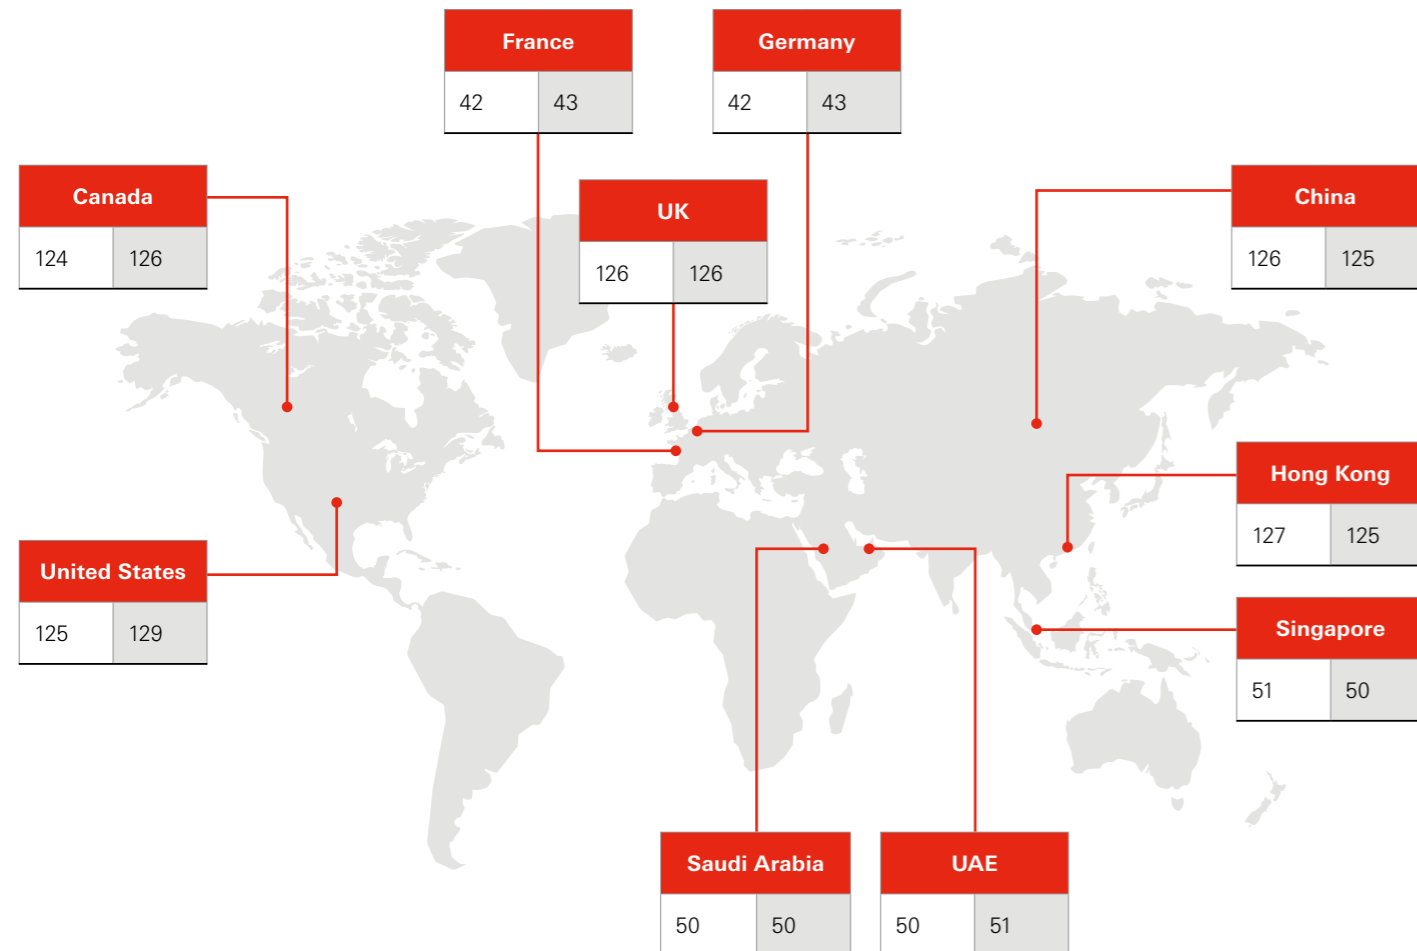 France
42 43
Germany
42 43
Canada
124 126
UK
126 126
China
126 125
Hong Kong
127 125
United States
125 129
Singapore
51 50
Saudi Arabia
50 50
UAE
50 51